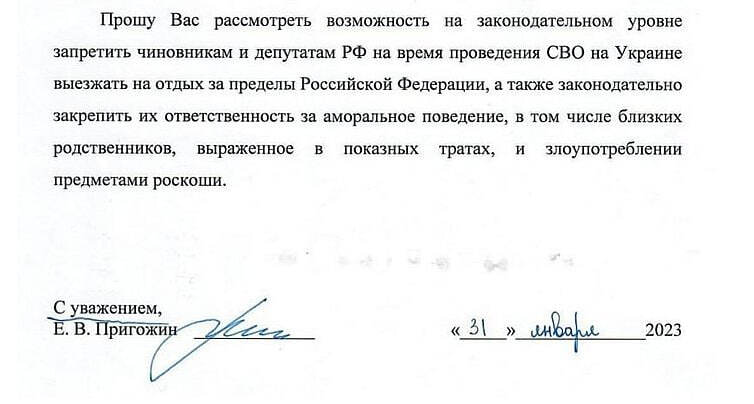 Прошу Вас рассмотреть возможность на законодательном уровне
запретить чиновникам и депутатам РФ на время проведения СВО на Украине
выезжать на отдых за пределы Российской Федерации, а также законодательно
закрепить их ответственность за аморальное поведение, в том числе близких
родственников, выраженное в показных тратах, и злоупотреблении
предметами роскоши.
С уважением,
Е. В. Пригожин
«31» января 2023